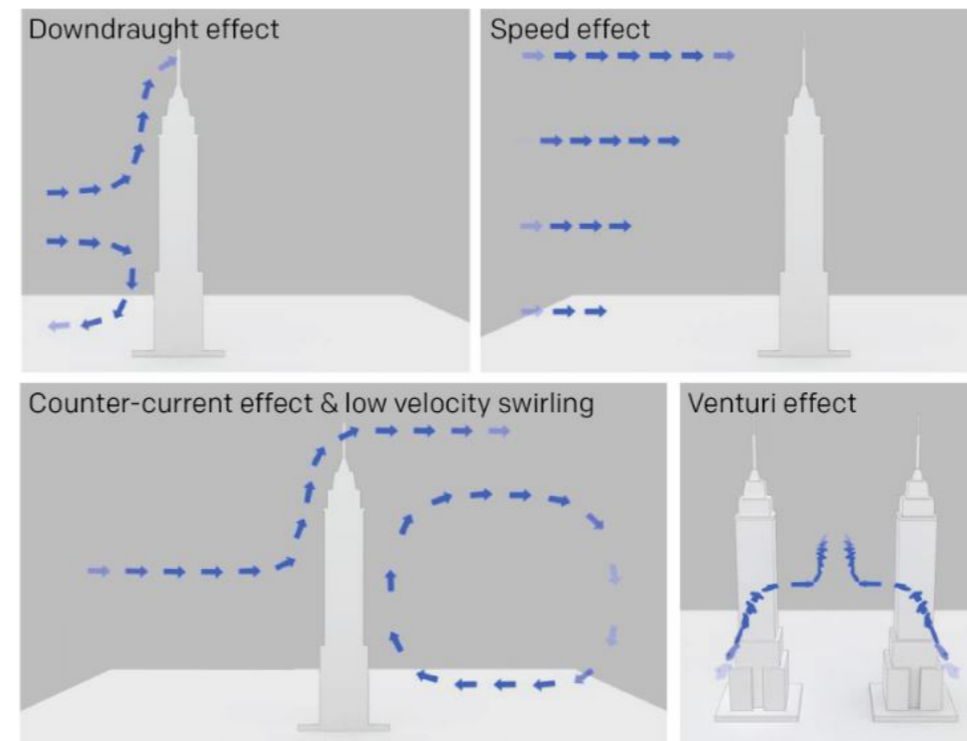 Downdraught effect
Speed effect
Counter-current effect & low velocity swirling
Venturi effect